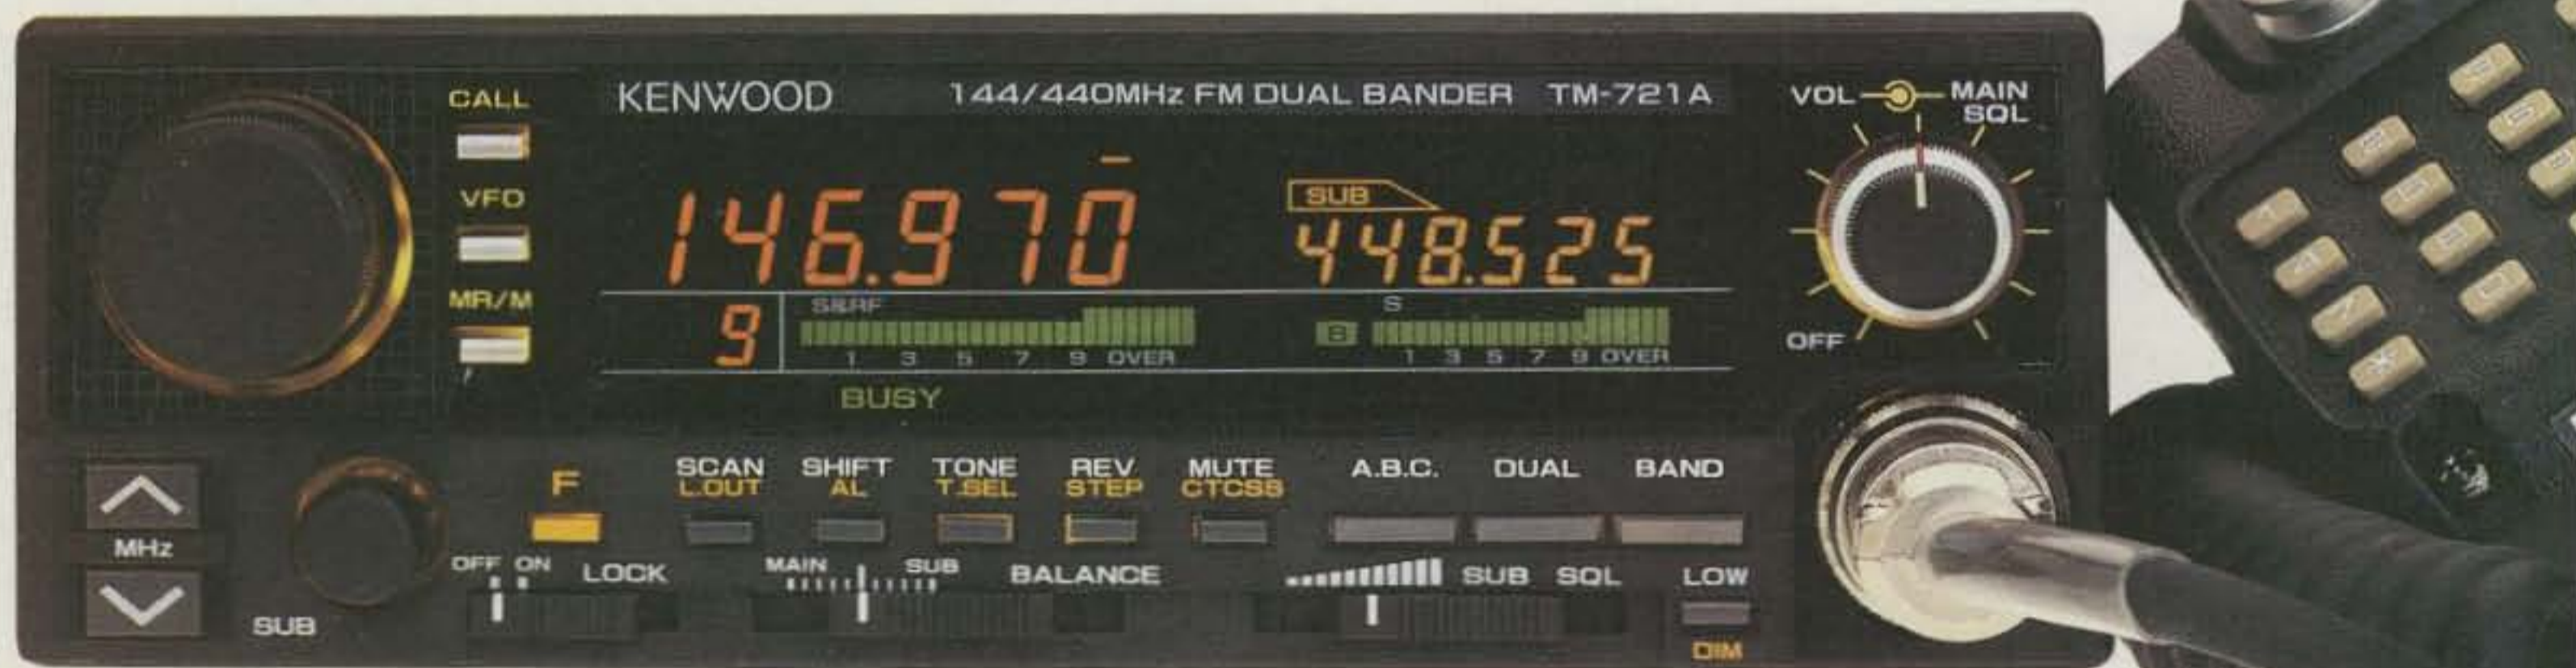 KENWOOD 144/440MHz FM DUAL BANDER TM-721A
CALL
VFO
MR/M
146.970
SUB
448.525
9
S&RF
1 3 5 7 9 OVER
B
S
1 3 5 7 9 OVER
BUSY
VOL MAIN
SQL
OFF
MHz
SUB
F
SCAN
L.OUT
SHIFT
AL
TONE
T.SEL
REV
STEP
MUTE
CTCSS
A.B.C.
DUAL
BAND
OFF ON LOCK
MAIN SUB BALANCE
SUB SQL
LOW
DIM